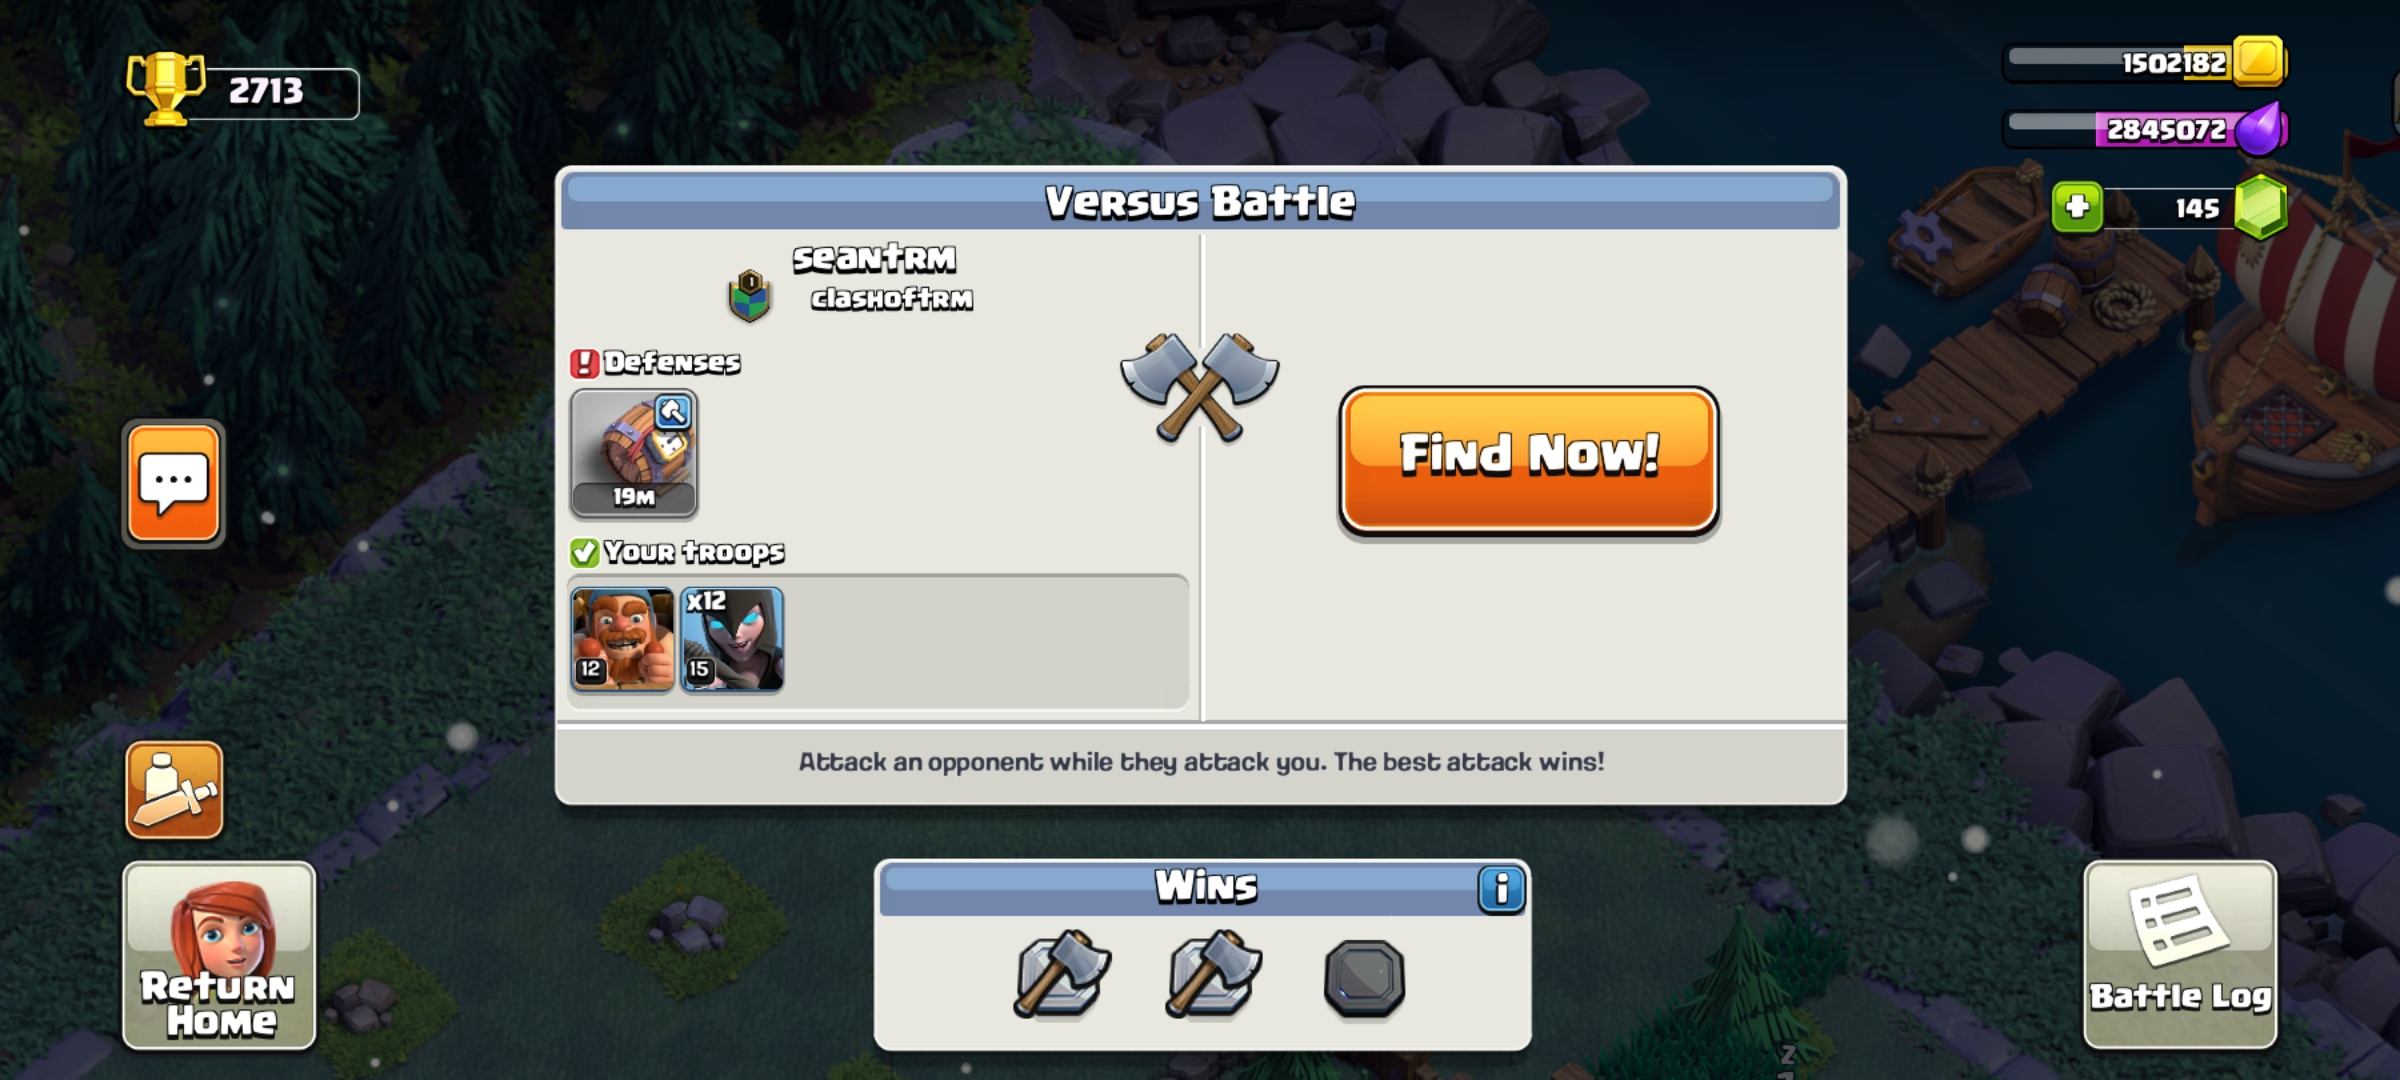 2713
1502182
2845072
145
Versus Battle
seantrm
1
clashoftrm
! Defenses
19m
Find Now!
Your troops
12
x12
15
Attack an opponent while they attack you. The best attack wins!
Wins
i
Return
Home
Battle Log
z